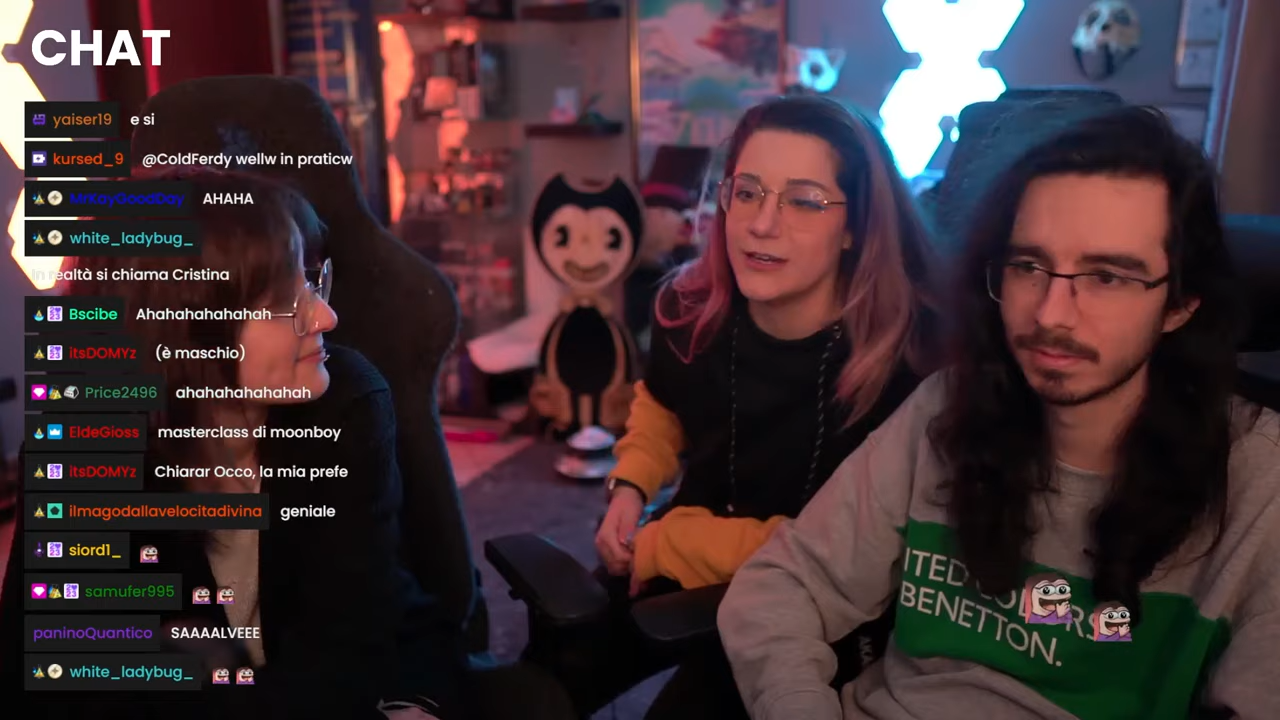 CHAT
yaiser19 e si
kursed_9 @ColdFerdy wellw in praticw
MrKayGoodDay AHAHA
white_ladybug_
In realtà si chiama Cristina
Bscibe Ahahahahahahah
itsDOMYz (è maschio)
Price2496 ahahahahahahah
EldeGioss masterclass di moonboy
itsDOMYz Chiarar Occo, la mia prefe
ilmagodallavelocitadivina geniale
siord1_
samufer995
paninoQuantico SAAAALVEEE
white_ladybug_
ITED COLORS
BENETTON.